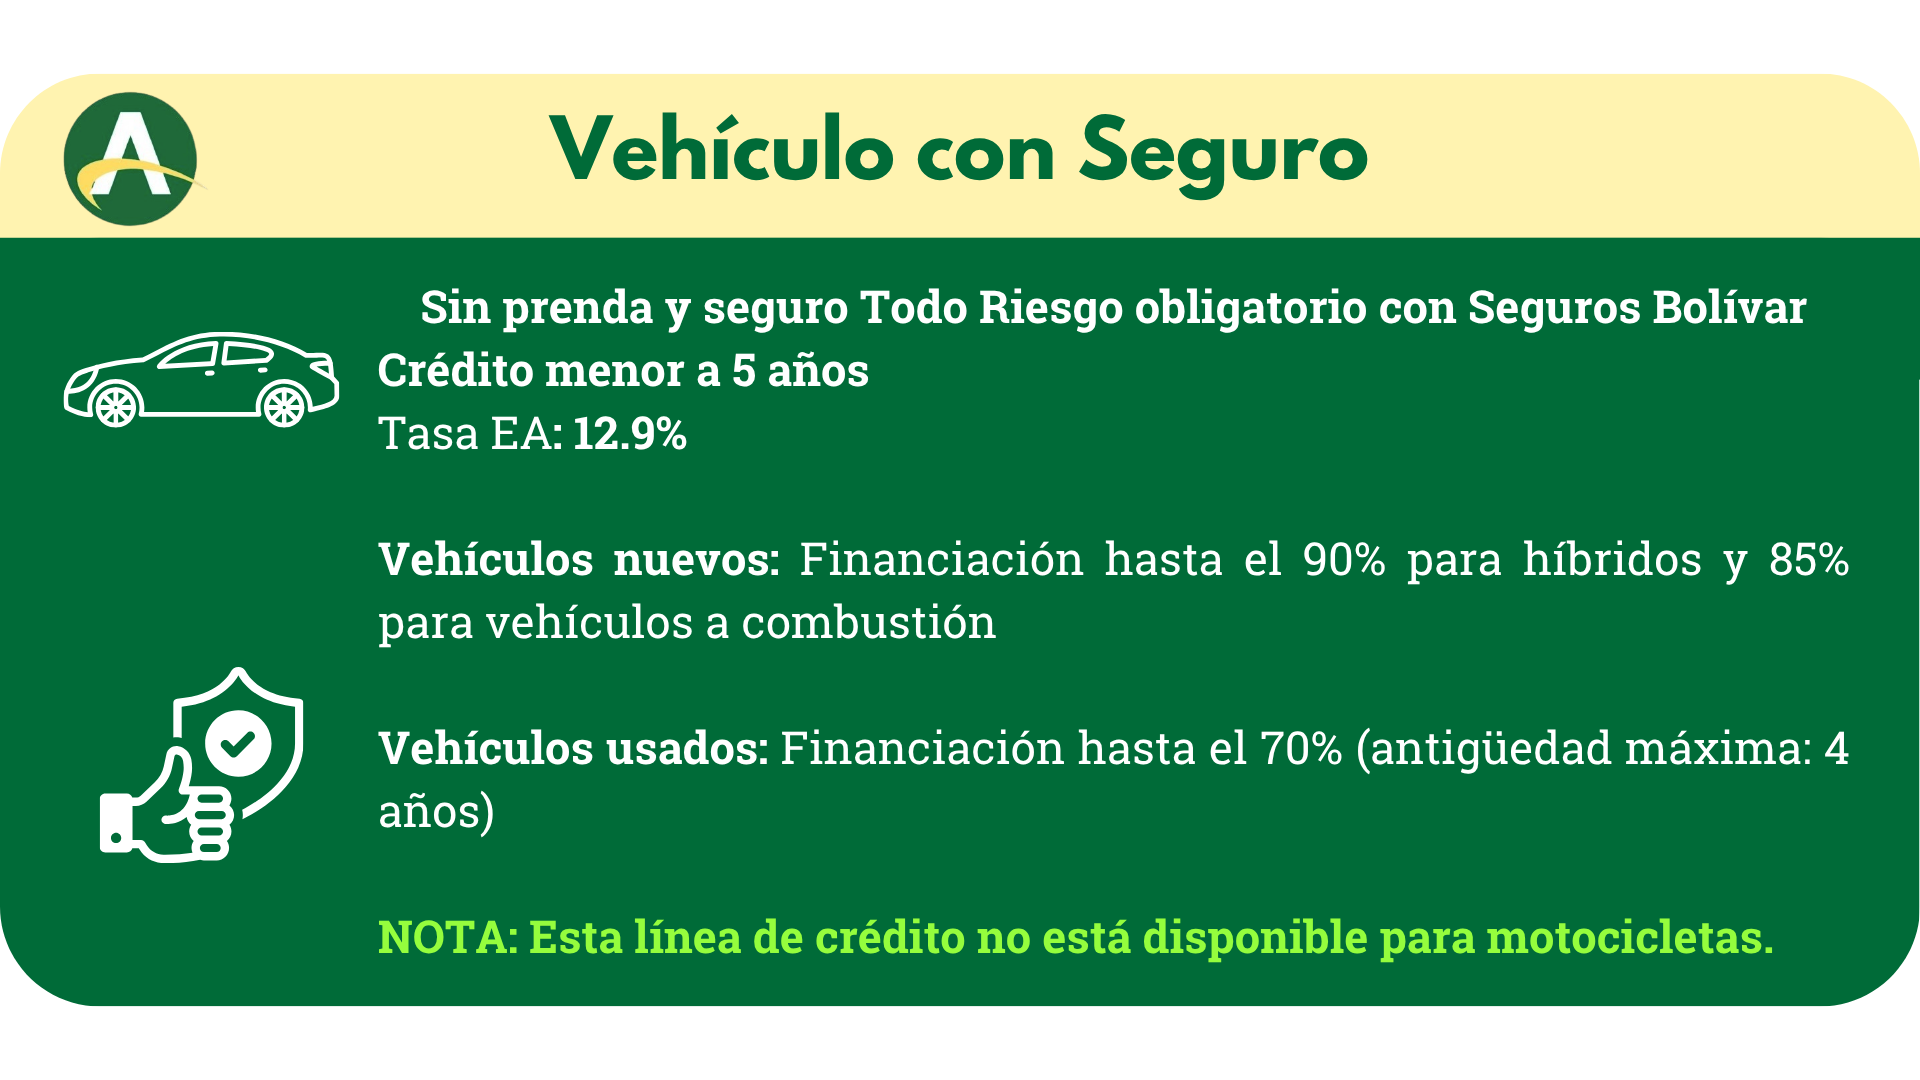 A
Vehículo con Seguro
Sin prenda y seguro Todo Riesgo obligatorio con Seguros Bolívar
Crédito menor a 5 años
Tasa EA: 12.9%
Vehículos nuevos: Financiación hasta el 90% para híbridos y 85%
para vehículos a combustión
Vehículos usados: Financiación hasta el 70% (antigüedad máxima: 4
años)
NOTA: Esta línea de crédito no está disponible para motocicletas.